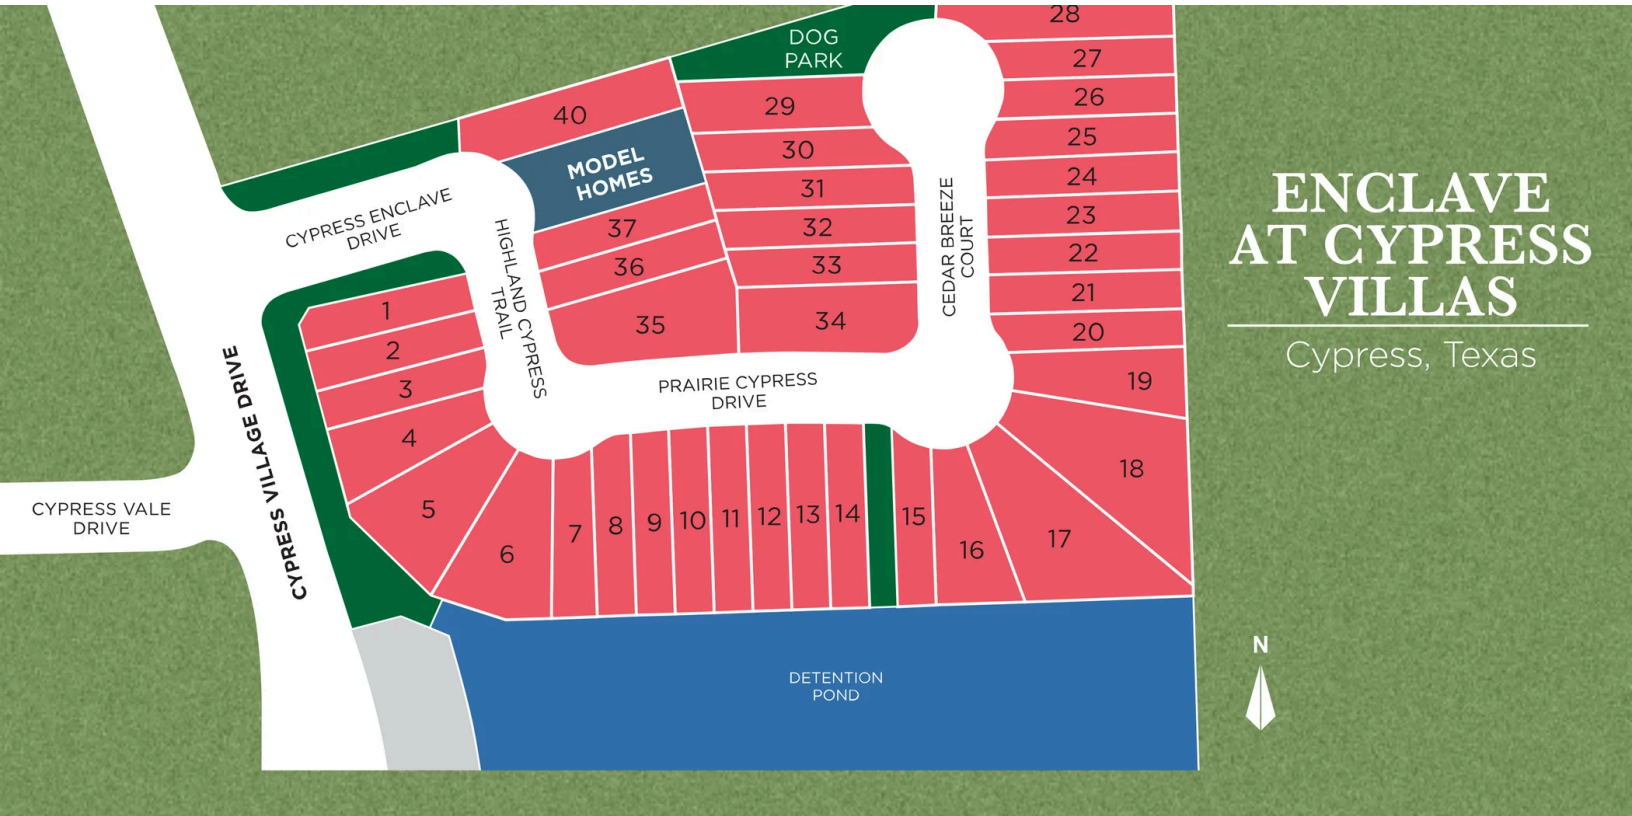 28
DOG
PARK
27
26
29
40
25
30
MODEL
HOMES
24
31
CYPRESS ENCLAVE
DRIVE
37
32
23
HIGHLAND CYPRESS
TRAIL
CEDAR BREEZE
COURT
ENCLAVE
AT CYPRESS
VILLAS
Cypress, Texas
22
36
33
21
1
35
34
20
2
3
PRAIRIE CYPRESS
DRIVE
19
4
18
CYPRESS VILLAGE DRIVE
5
CYPRESS VALE
DRIVE
6
7
8
9
10
11
12
13
14
15
16
17
N
DETENTION
POND